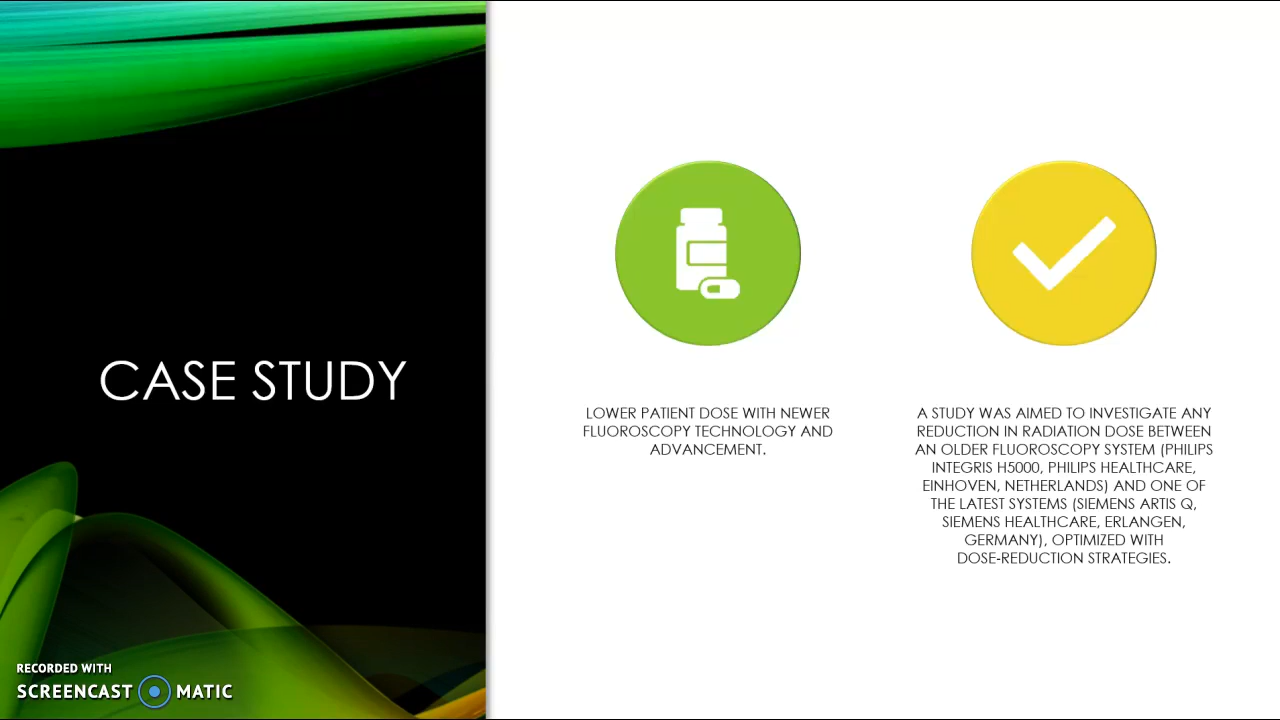 CASE STUDY
LOWER PATIENT DOSE WITH NEWER
FLUOROSCOPY TECHNOLOGY AND
ADVANCEMENT.
A STUDY WAS AIMED TO INVESTIGATE ANY
REDUCTION IN RADIATION DOSE BETWEEN
AN OLDER FLUOROSCOPY SYSTEM (PHILIPS
INTEGRIS H5000, PHILIPS HEALTHCARE,
EINHOVEN, NETHERLANDS) AND ONE OF
THE LATEST SYSTEMS (SIEMENS ARTIS Q,
SIEMENS HEALTHCARE, ERLANGEN,
GERMANY), OPTIMIZED WITH
DOSE-REDUCTION STRATEGIES.
RECORDED WITH
SCREENCAST MATIC